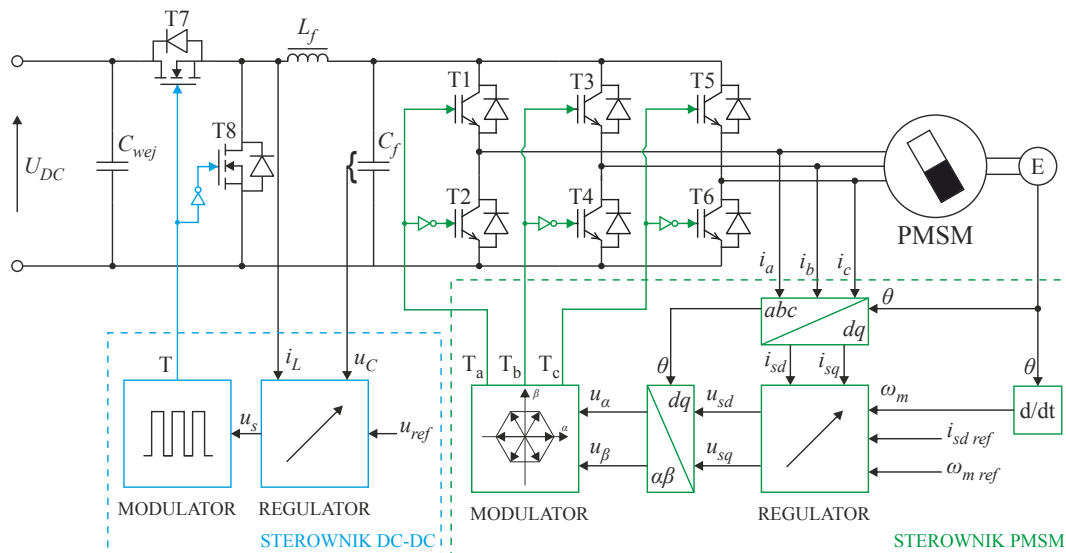 T7
L_f
T1
T3
T5
T8
C_wej
C_f
U_DC
E
T2
T4
T6
PMSM
i_a
i_b
i_c
abc
dq
θ
T
i_L
u_C
T_a
T_b
T_c
θ
i_sd
i_sq
θ
β
α
u_α
dq
u_sd
ω_m
d/dt
u_s
u_ref
i_sd ref
u_β
αβ
u_sq
ω_m ref
MODULATOR
REGULATOR
MODULATOR
REGULATOR
STEROWNIK DC-DC
STEROWNIK PMSM